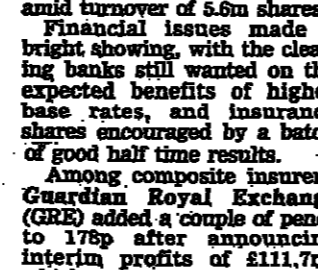 amid turnover of 5.6m shares
Financial issues made
bright showing, with the clea
ing banks still wanted on th
expected benefits of highe
base rates, and insuranc
shares encouraged by a batc
of good half time results.
Among composite insurer
Guardian Royal Exchang
(GRE) added a couple of penc
to 178p after announcin
interim profits of £111,7m